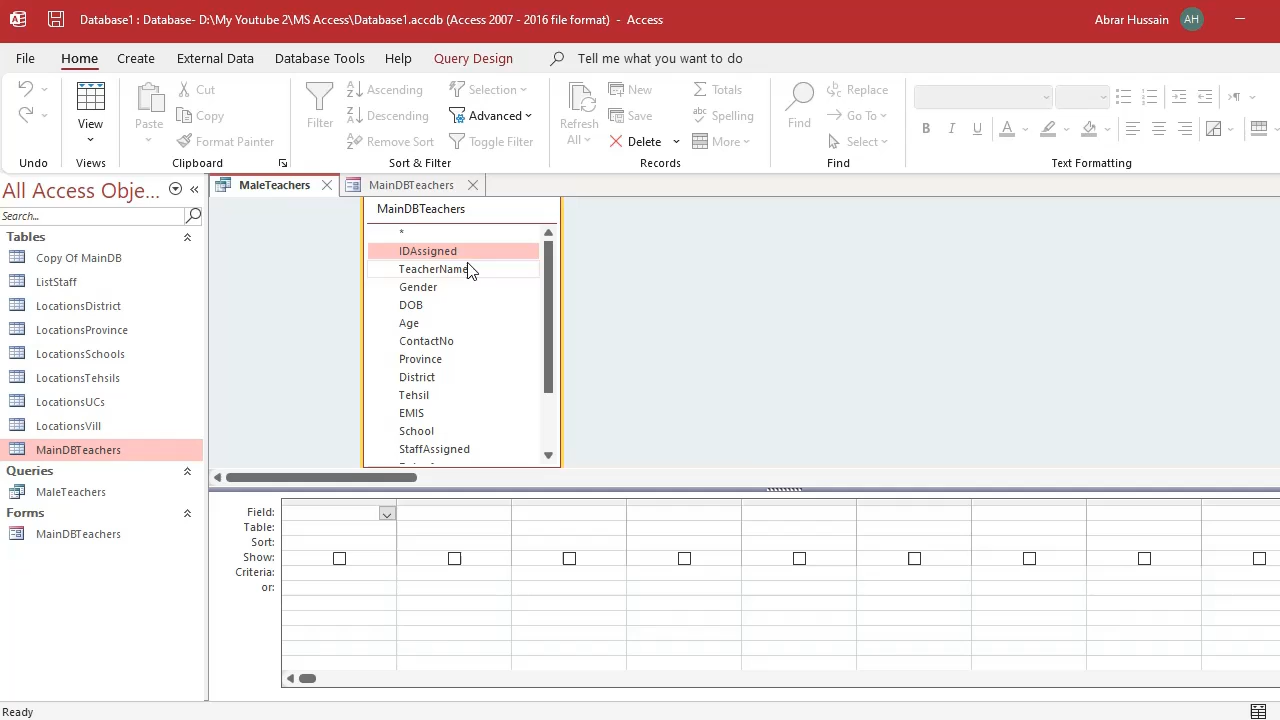 Database1 : Database- D:\My Youtube 2\MS Access\Database1.accdb (Access 2007 - 2016 file format) - Access
Abrar Hussain AH
File Home Create External Data Database Tools Help Query Design Tell me what you want to do
View
Paste
Cut
Copy
Format Painter
Filter
Ascending
Descending
Remove Sort
Selection
Advanced
Toggle Filter
Refresh
All
New
Save
Delete
Totals
Spelling
More
Find
Replace
Go To
Select
B I U A
Undo Views Clipboard Sort & Filter Records Find Text Formatting
All Access Obje...
Search...
Tables
Copy Of MainDB
ListStaff
LocationsDistrict
LocationsProvince
LocationsSchools
LocationsTehsils
LocationsUCs
LocationsVill
MainDBTeachers
Queries
MaleTeachers
Forms
MainDBTeachers
MaleTeachers MainDBTeachers
MainDBTeachers
*
IDAssigned
TeacherName
Gender
DOB
Age
ContactNo
Province
District
Tehsil
EMIS
School
StaffAssigned
Field:
Table:
Sort:
Show:
Criteria:
or:
Ready